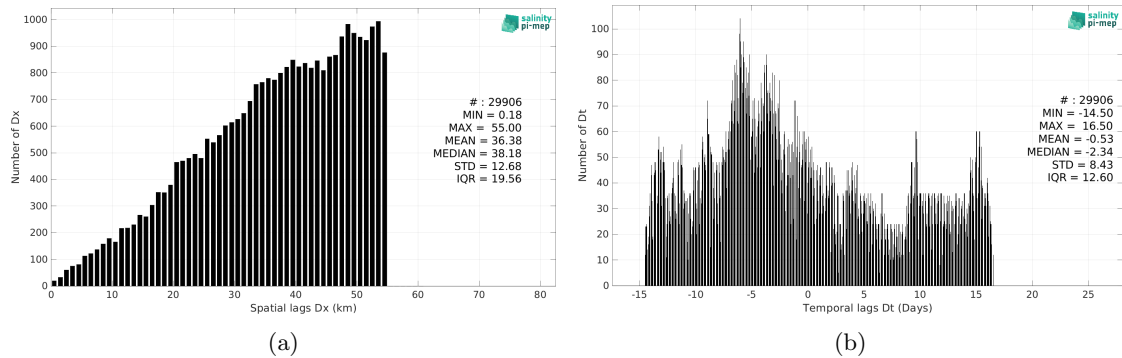 1000
900
800
700
600
500
400
300
200
100
0
Number of Dx
0 10 20 30 40 50 60 70 80
Spatial lags Dx (km)
salinity
pi-mep
# : 29906
MIN = 0.18
MAX = 55.00
MEAN = 36.38
MEDIAN = 38.18
STD = 12.68
IQR = 19.56
(a)
100
90
80
70
60
50
40
30
20
10
0
Number of Dt
-15 -10 -5 0 5 10 15 20 25
Temporal lags Dt (Days)
salinity
pi-mep
# : 29906
MIN = -14.50
MAX = 16.50
MEAN = -0.53
MEDIAN = -2.34
STD = 8.43
IQR = 12.60
(b)